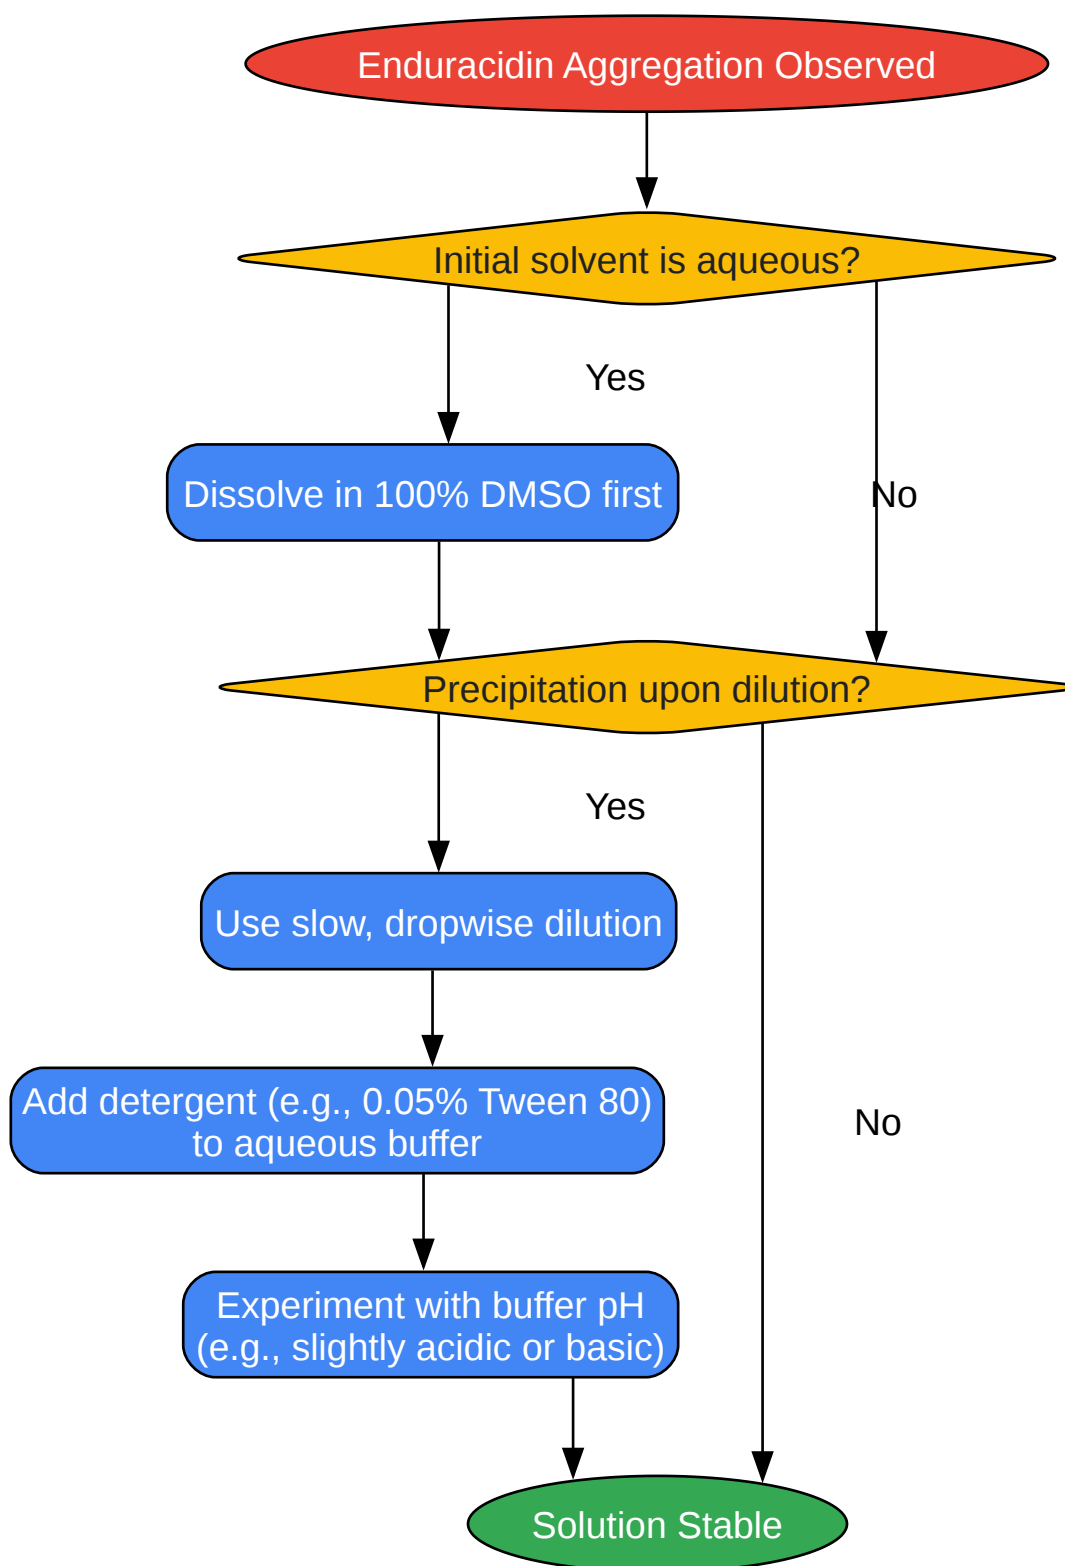 Enduracidin Aggregation Observed
Initial solvent is aqueous?
Yes
Dissolve in 100% DMSO first
No
Precipitation upon dilution?
Yes
Use slow, dropwise dilution
Add detergent (e.g., 0.05% Tween 80)
to aqueous buffer
No
Experiment with buffer pH
(e.g., slightly acidic or basic)
Solution Stable